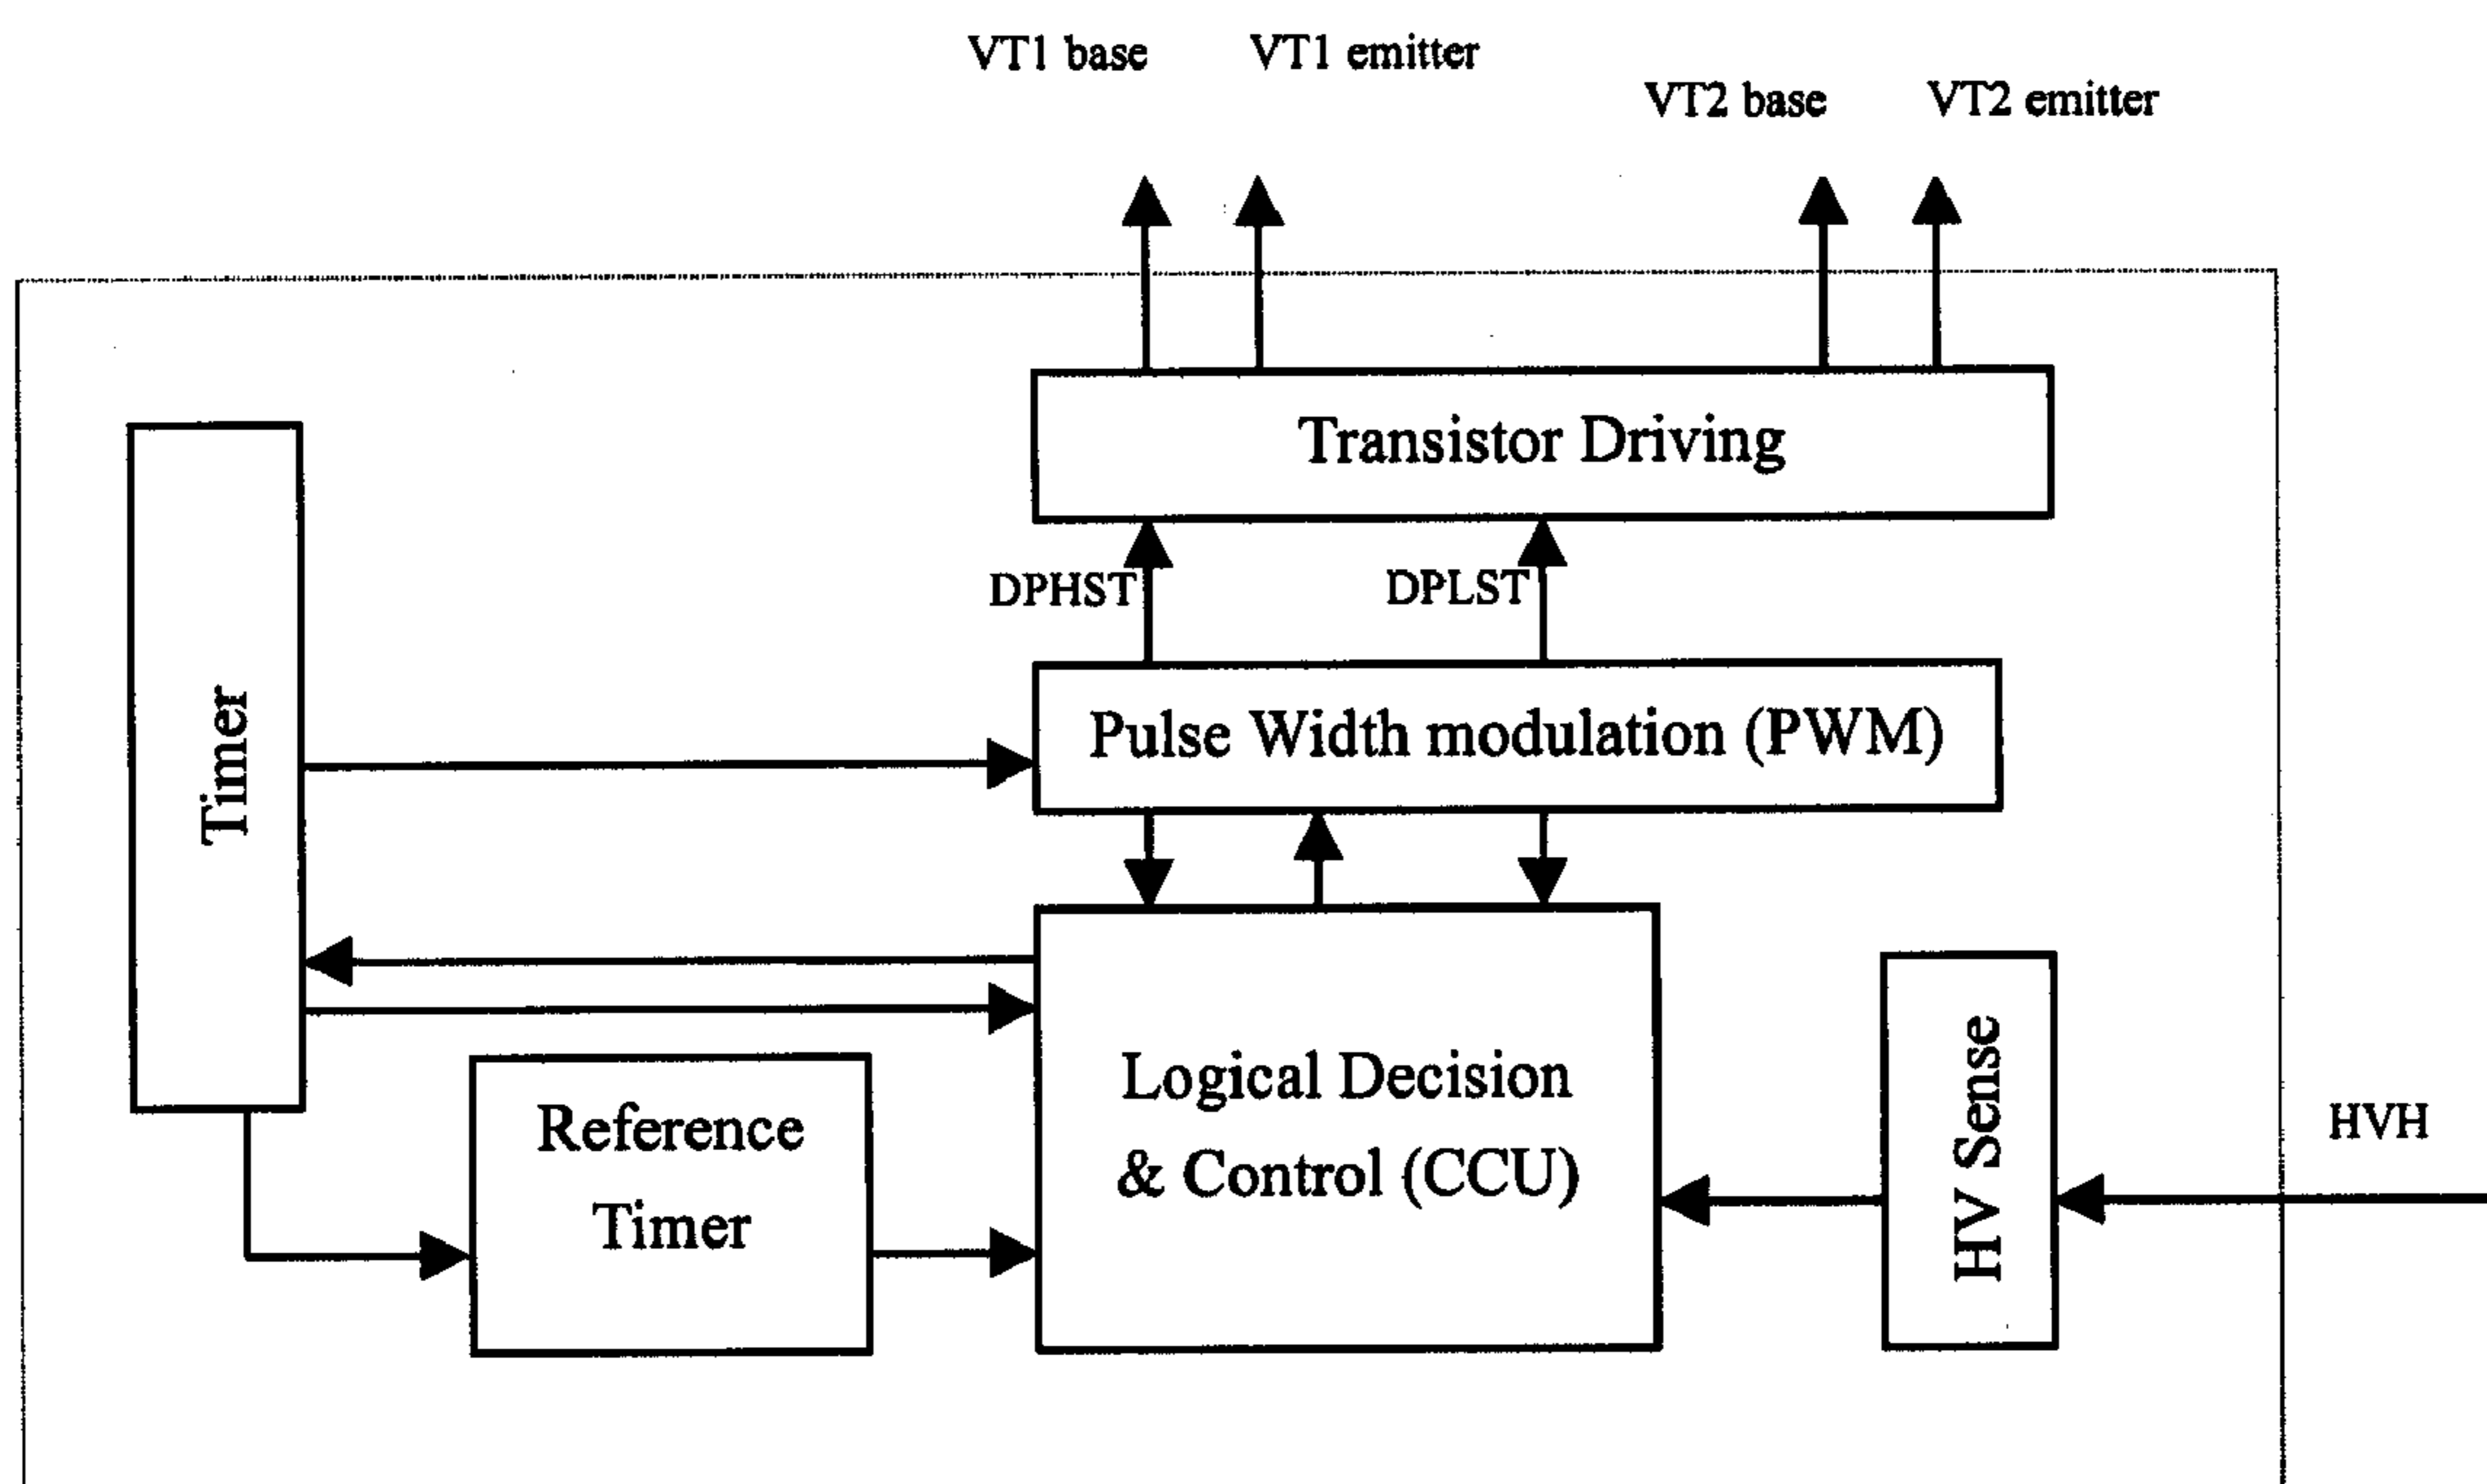 VT1 base
VT1 emitter
VT2 base
VT2 emitter
Transistor Driving
DPHST
DPLST
Timer
Pulse Width modulation (PWM)
Logical Decision
& Control (CCU)
Reference
Timer
HV Sense
HVH